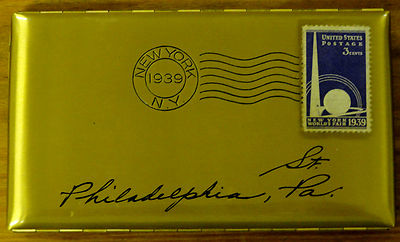 NEW YORK
1939
N.Y.
UNITED STATES
POSTAGE
3 CENTS
NEW YORK 1939
WORLD'S FAIR
St.
Philadelphia, Pa.